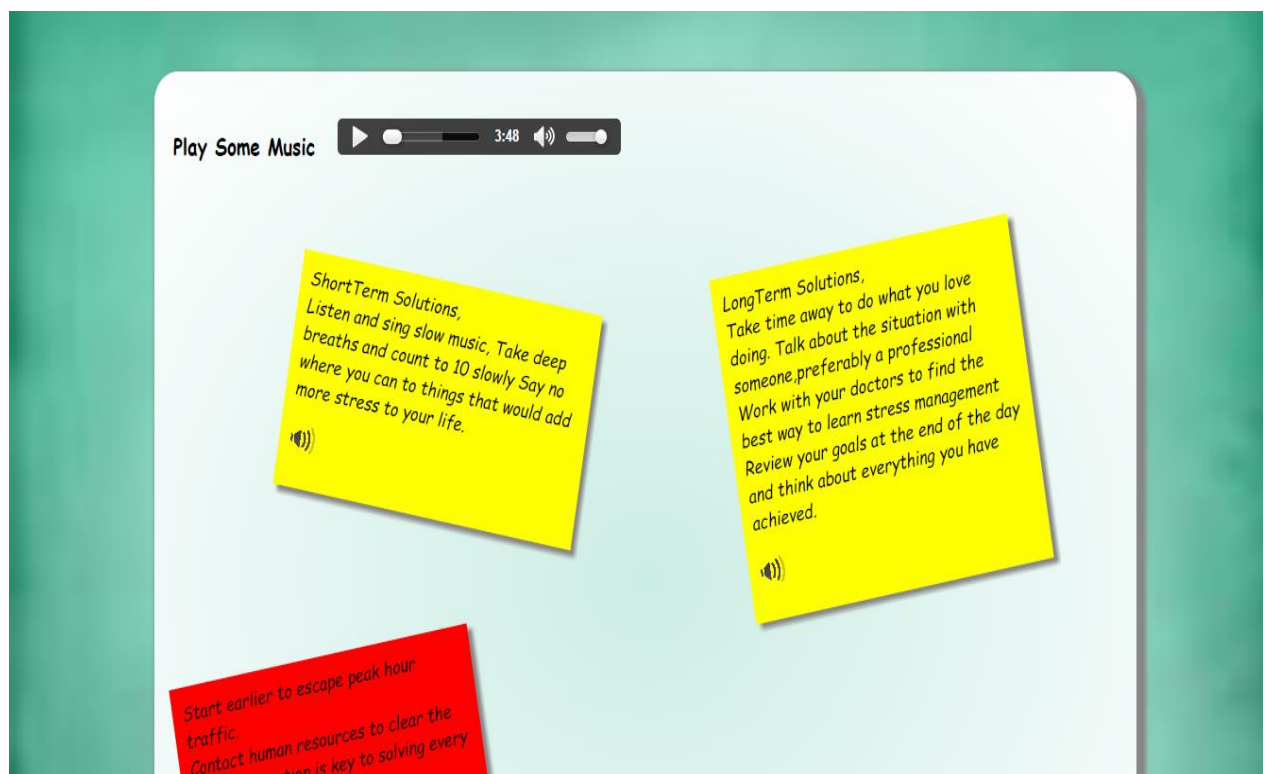 Play Some Music
3:48
ShortTerm Solutions,
Listen and sing slow music, Take deep
breaths and count to 10 slowly Say no
where you can to things that would add
more stress to your life.
LongTerm Solutions,
Take time away to do what you love
doing. Talk about the situation with
someone,preferably a professional
Work with your doctors to find the
best way to learn stress management
Review your goals at the end of the day
and think about everything you have
achieved.
Start earlier to escape peak hour
traffic.
Contact human resources to clear the
is key to solving every